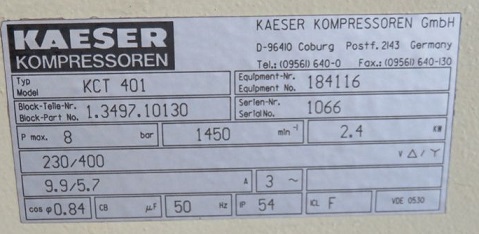 KAESER
KOMPRESSOREN
KAESER KOMPRESSOREN GmbH
D-96410 Coburg Postf. 2143 Germany
Tel.: (09561) 640-0 Fax.: (09561) 640-130
Typ
Model KCT 401
Equipment-Nr.
Equipment-No. 184116
Block-Teile-Nr.
Block-Part No. 1.3497.10130
Serien-Nr.
Serial No. 1066
P max. 8 bar 1450 min⁻¹ 2.4 KW
230/400 V △/Y
9.9/5.7 A 3 ~
cos φ 0.84 CB µF 50 Hz IP 54 ICL F VDE 0530